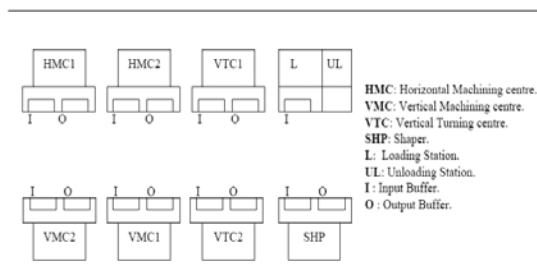 HMC1 HMC2 VTC1 L UL
I O I O I O I
HMC: Horizontal Machining centre.
VMC: Vertical Machining centre.
VTC: Vertical Turning centre.
SHP: Shaper.
L: Loading Station.
UL: Unloading Station.
I : Input Buffer.
O : Output Buffer.
I O I O I O I O
VMC2 VMC1 VTC2 SHP